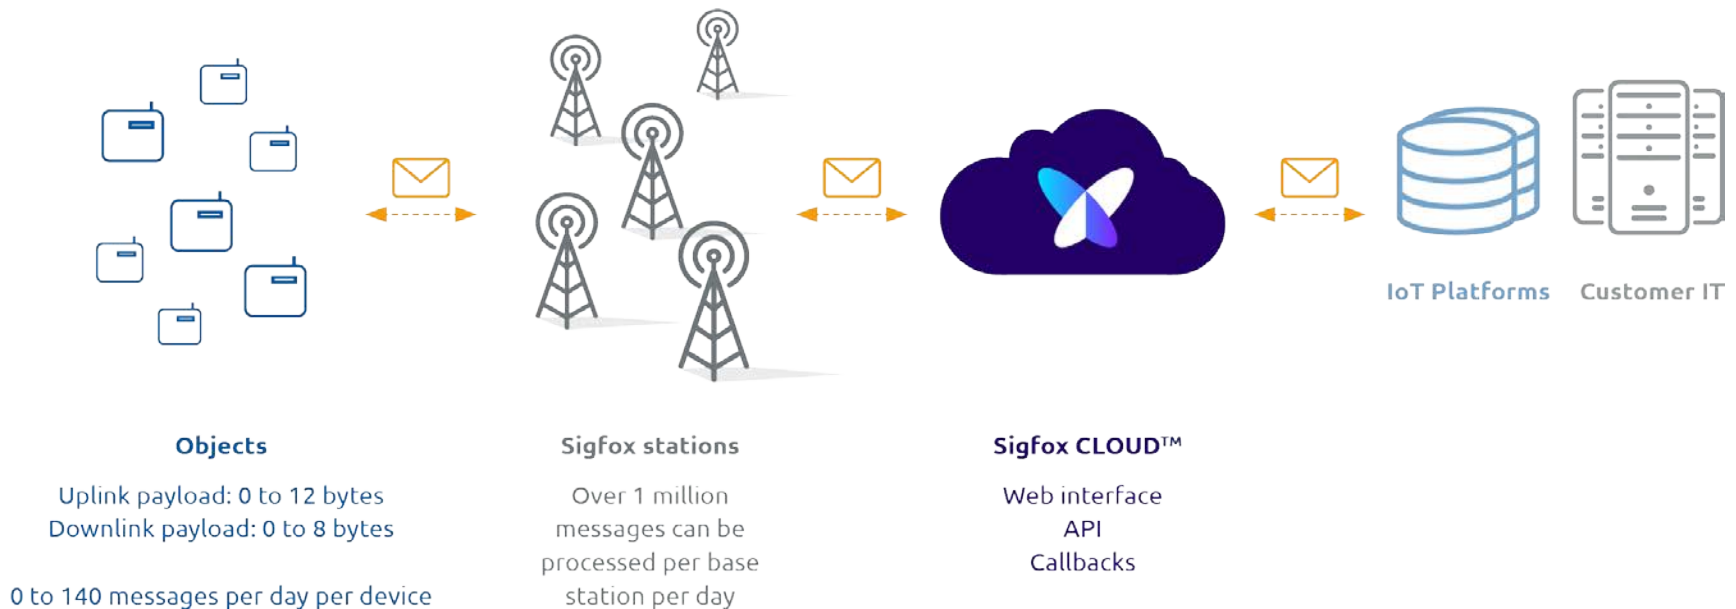 IoT Platforms
Customer IT
Objects
Uplink payload: 0 to 12 bytes
Downlink payload: 0 to 8 bytes
0 to 140 messages per day per device
Sigfox stations
Over 1 million
messages can be
processed per base
station per day
Sigfox CLOUD™
Web interface
API
Callbacks